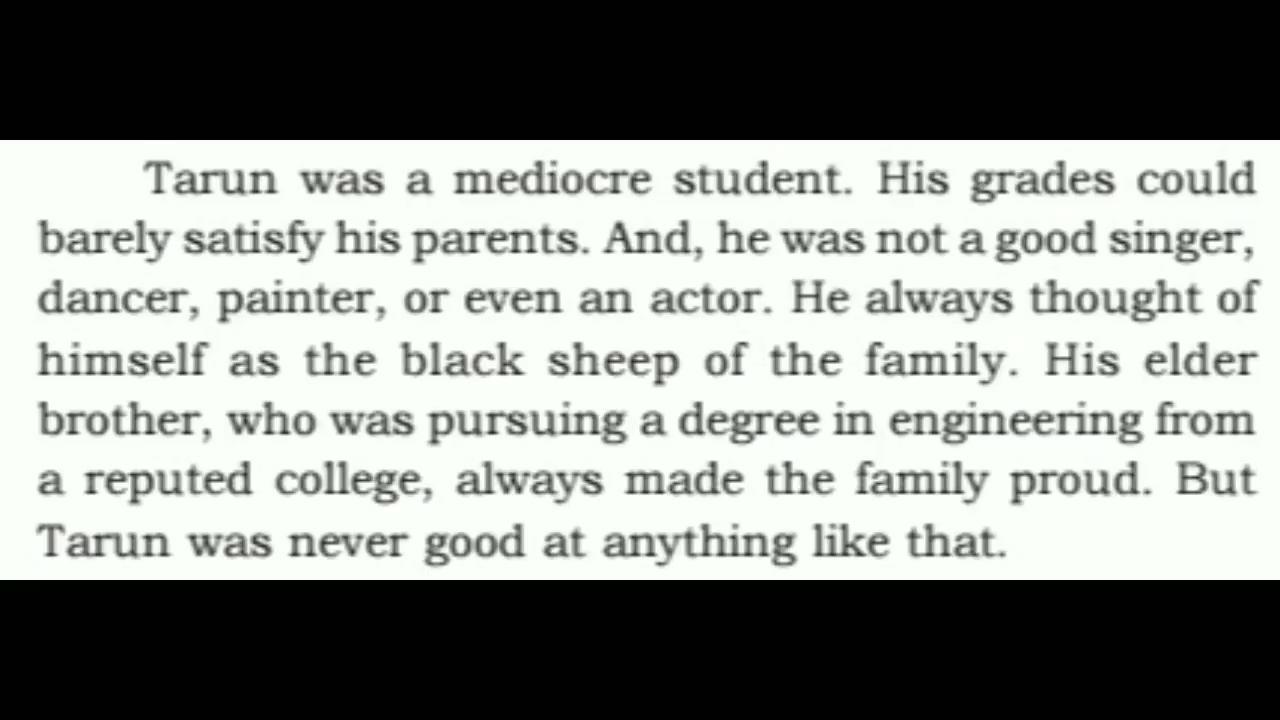 Tarun was a mediocre student. His grades could
barely satisfy his parents. And, he was not a good singer,
dancer, painter, or even an actor. He always thought of
himself as the black sheep of the family. His elder
brother, who was pursuing a degree in engineering from
a reputed college, always made the family proud. But
Tarun was never good at anything like that.